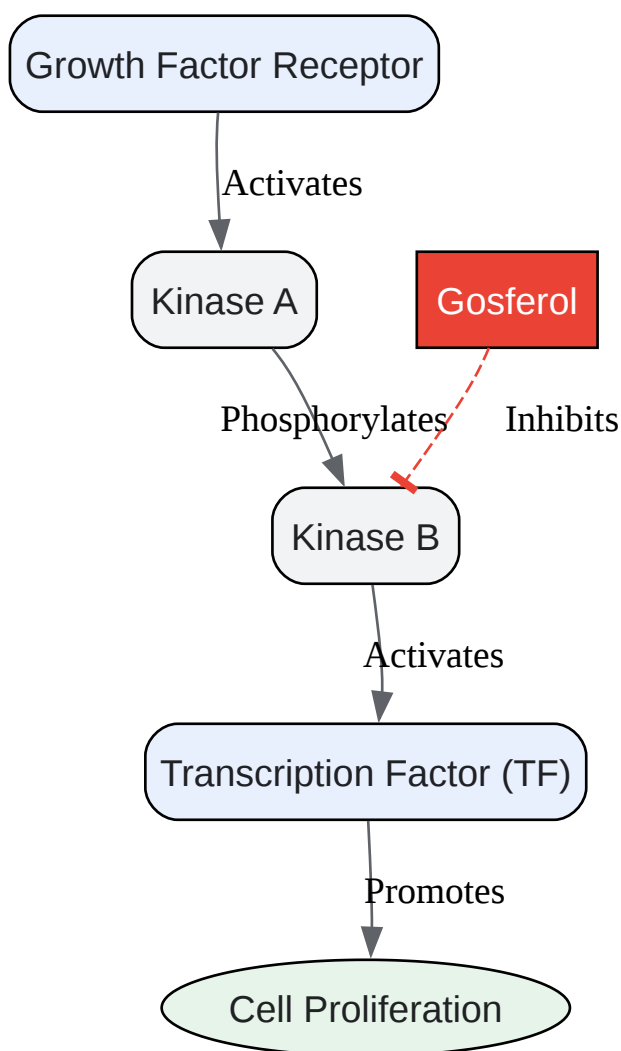 Growth Factor Receptor
Activates
Kinase A
Gosferol
Phosphorylates
Inhibits
Kinase B
Activates
Transcription Factor (TF)
Promotes
Cell Proliferation